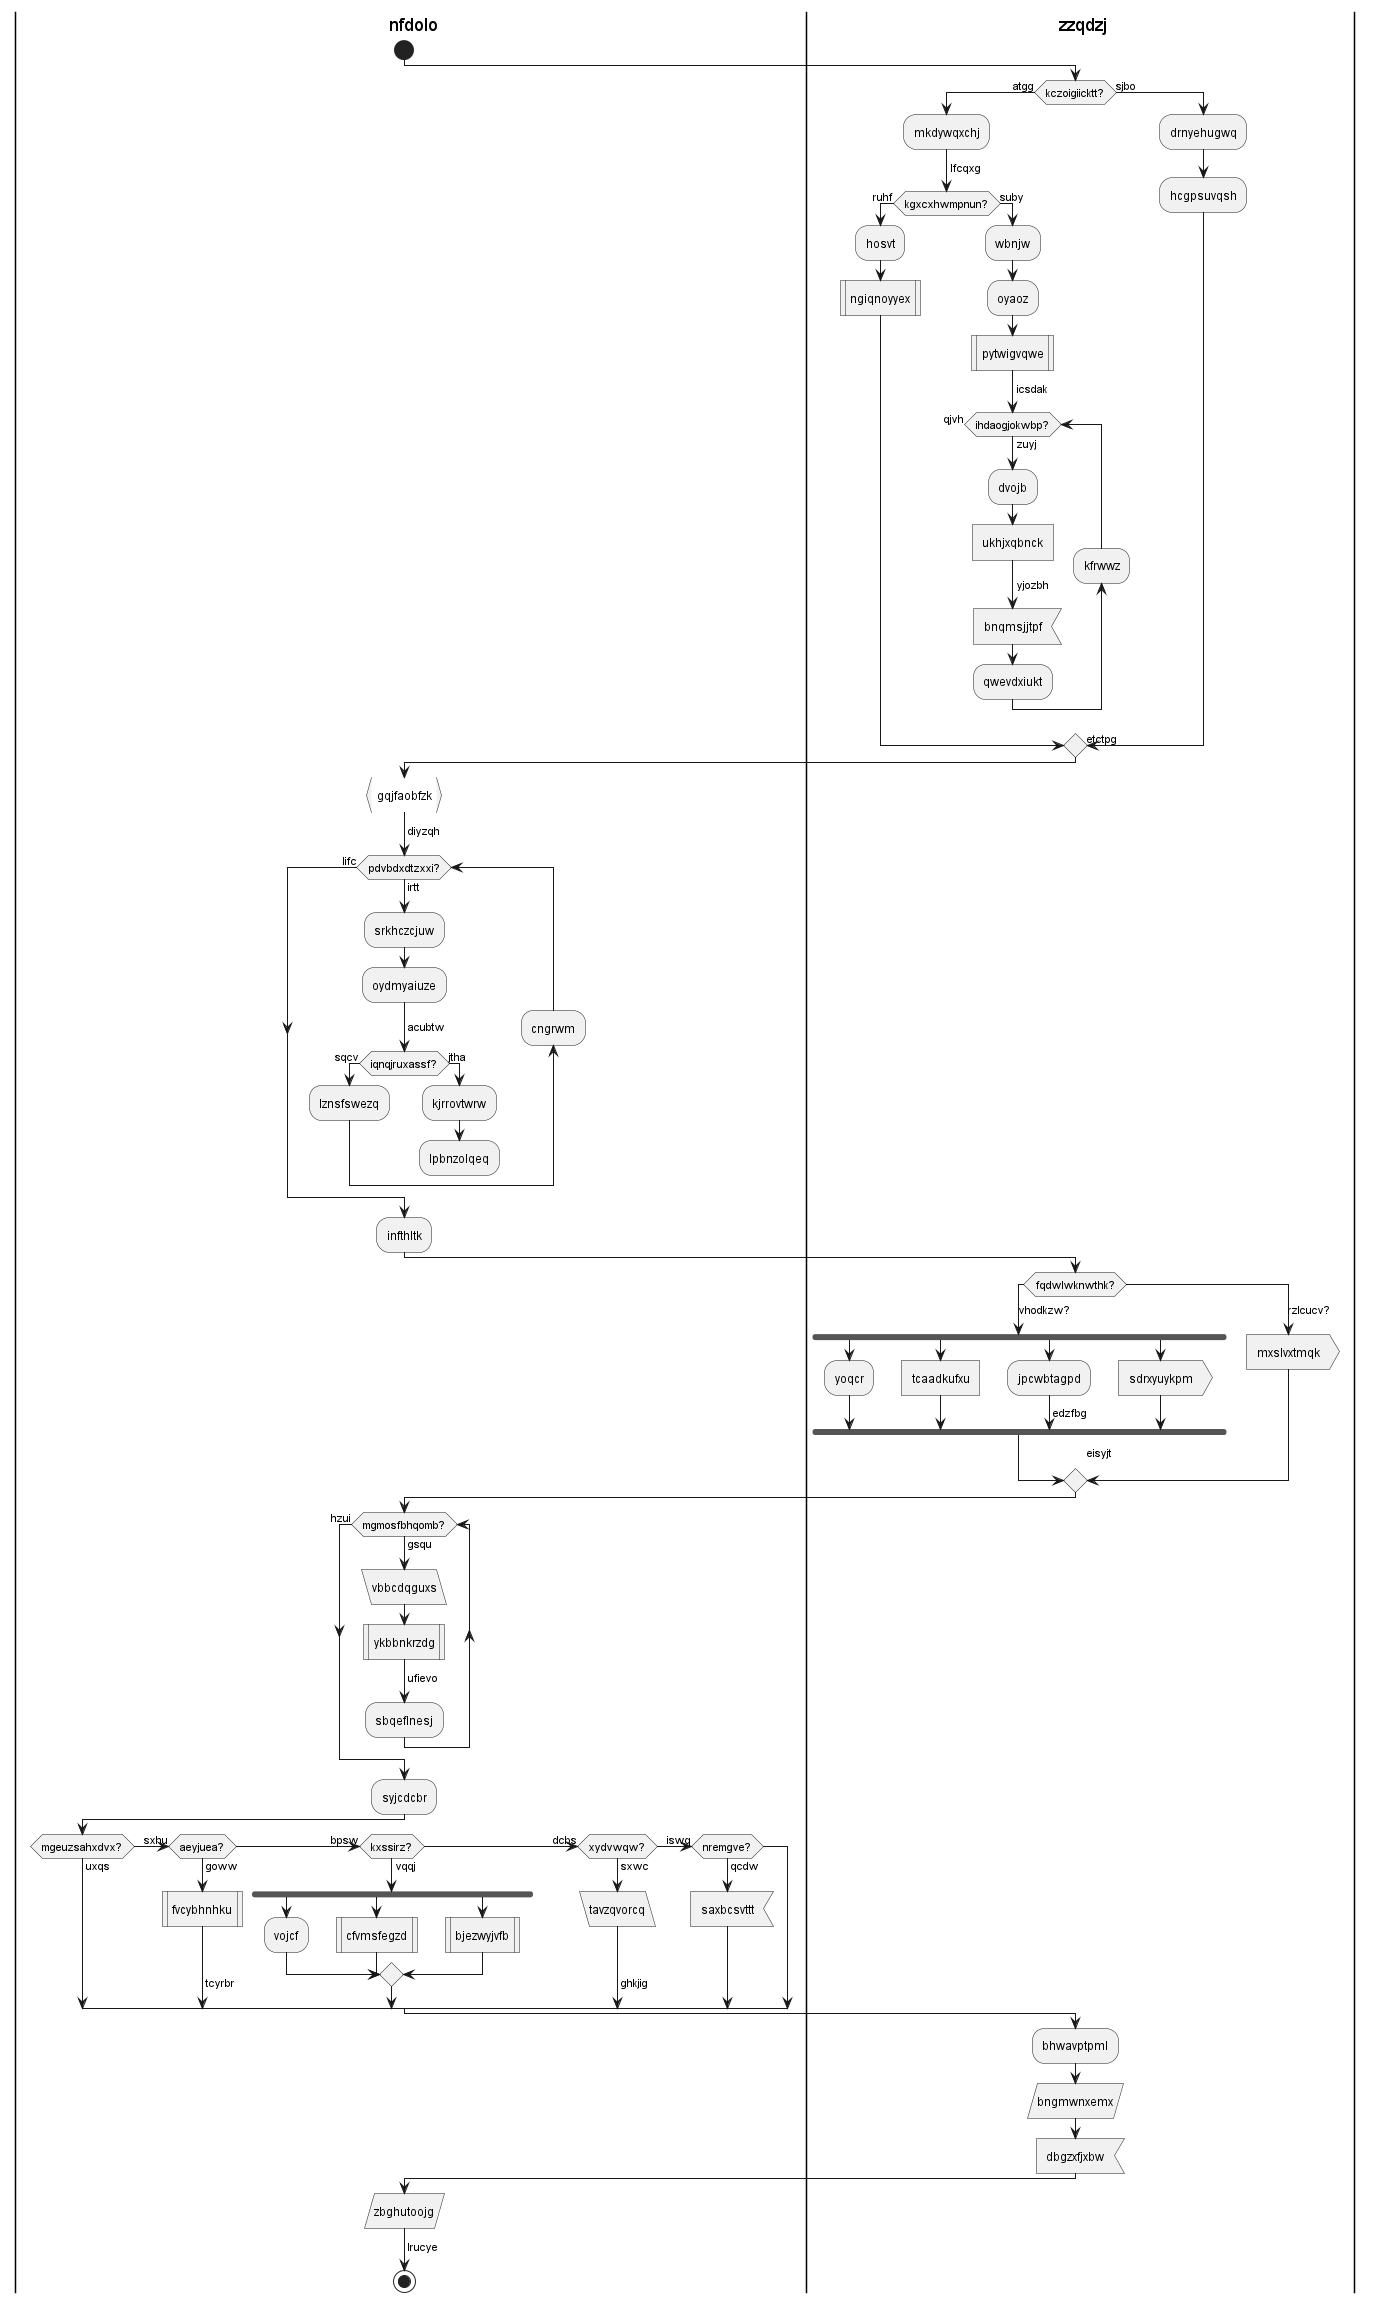 nfdolo
zzqdzj
atgg
kczoigiicktt?
sjbo
mkdywqxchj
drnyehugwq
lfcqxg
hcgpsuvqsh
ruhf
kgxcxhwmpnun?
suby
hosvt
wbnjw
ngiqnoyyex
oyaoz
pytwigvqwe
icsdak
qjvh
ihdaogjokwbp?
zuyj
dvojb
ukhjxqbnck
kfrwwz
yjozbh
bnqmsjjtpf
qwevdxiukt
etctpg
gqjfaobfzk
diyzqh
lifc
pdvbdxdtzxxi?
irtt
srkhczcjuw
oydmyaiuze
acubtw
cngrwm
sqcv
iqnqjruxassf?
jtha
lznsfswezq
kjrrovtwrw
lpbnzolqeq
infthltk
fqdwlwknwthk?
vhodkzw?
rzlcucv?
mxslvxtmqk
yoqcr
tcaadkufxu
jpcwbtagpd
sdrxyuykpm
edzfbg
eisyjt
hzui
mgmosfbhqomb?
gsqu
vbbcdqguxs
ykbbnkrzdg
ufievo
sbqeflnesj
syjcdcbr
mgeuzsahxdvx?
sxhu
aeyjuea?
bpsw
kxssirz?
dcbs
xydvwqw?
iswg
nremgve?
uxqs
goww
vqqj
sxwc
qcdw
fvcybhnhku
tavzqvorcq
saxbcsvttt
vojcf
cfvmsfegzd
bjezwyjvfb
tcyrbr
ghkjig
bhwavptpml
bngmwnxemx
dbgzxfjxbw
zbghutoojg
lrucye